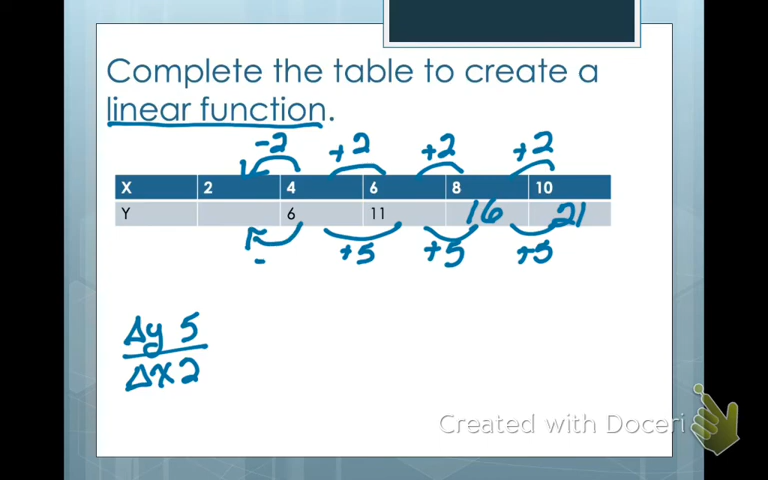 Complete the table to create a
linear function.
-2 +2 +2 +2
X 2 4 6 8 10
Y 6 11 16 21
- +5 +5 +5
Δy 5
Δx 2
Created with Doceri